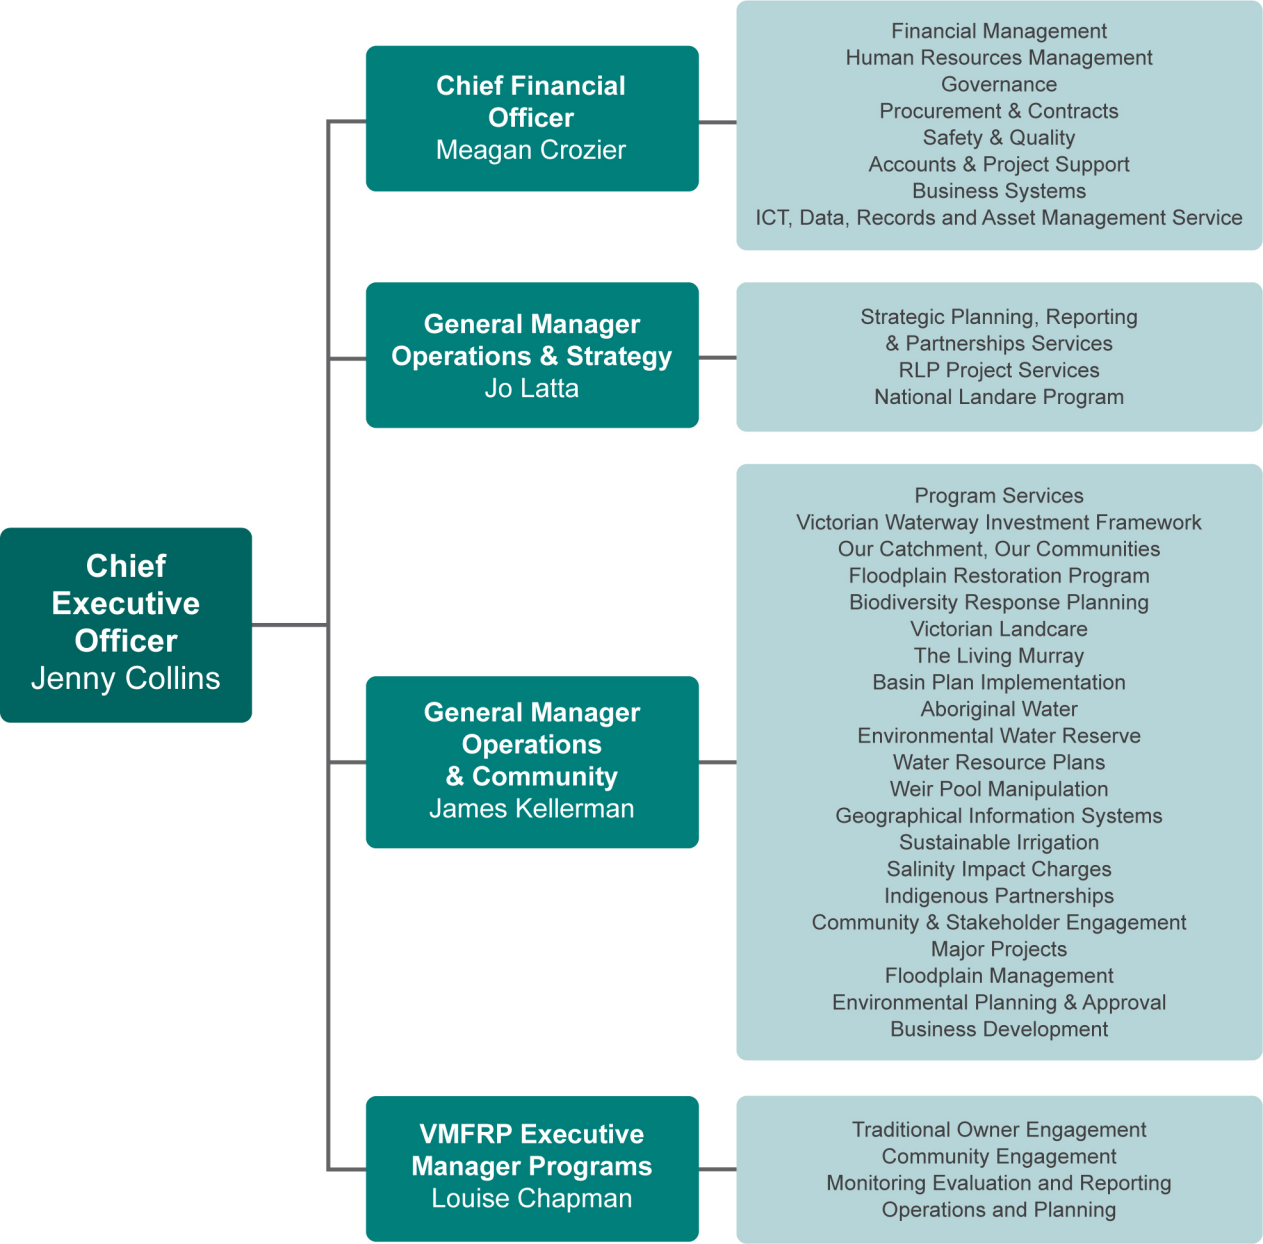 Chief
Executive
Officer
Jenny Collins
Chief Financial
Officer
Meagan Crozier
Financial Management
Human Resources Management
Governance
Procurement & Contracts
Safety & Quality
Accounts & Project Support
Business Systems
ICT, Data, Records and Asset Management Service
General Manager
Operations & Strategy
Jo Latta
Strategic Planning, Reporting
& Partnerships Services
RLP Project Services
National Landare Program
General Manager
Operations
& Community
James Kellerman
Program Services
Victorian Waterway Investment Framework
Our Catchment, Our Communities
Floodplain Restoration Program
Biodiversity Response Planning
Victorian Landcare
The Living Murray
Basin Plan Implementation
Aboriginal Water
Environmental Water Reserve
Water Resource Plans
Weir Pool Manipulation
Geographical Information Systems
Sustainable Irrigation
Salinity Impact Charges
Indigenous Partnerships
Community & Stakeholder Engagement
Major Projects
Floodplain Management
Environmental Planning & Approval
Business Development
VMFRP Executive
Manager Programs
Louise Chapman
Traditional Owner Engagement
Community Engagement
Monitoring Evaluation and Reporting
Operations and Planning